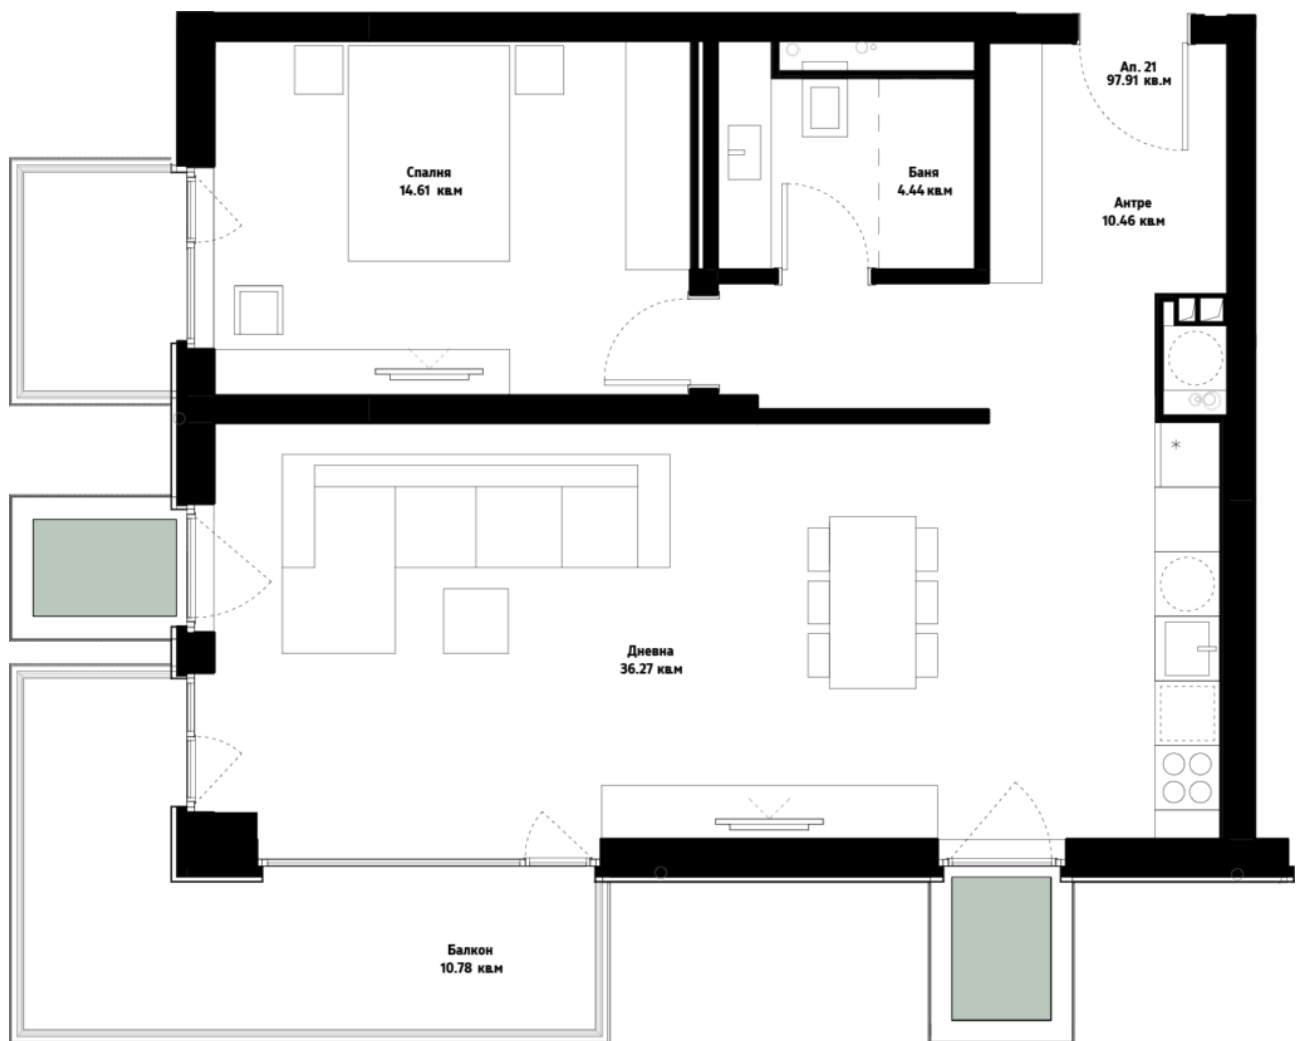 Ап. 21
97.91 кв.м
Спалня
14.61 кв.м
Баня
4.44 кв.м
Антре
10.46 кв.м
*
Дневна
36.27 кв.м
Балкон
10.78 кв.м